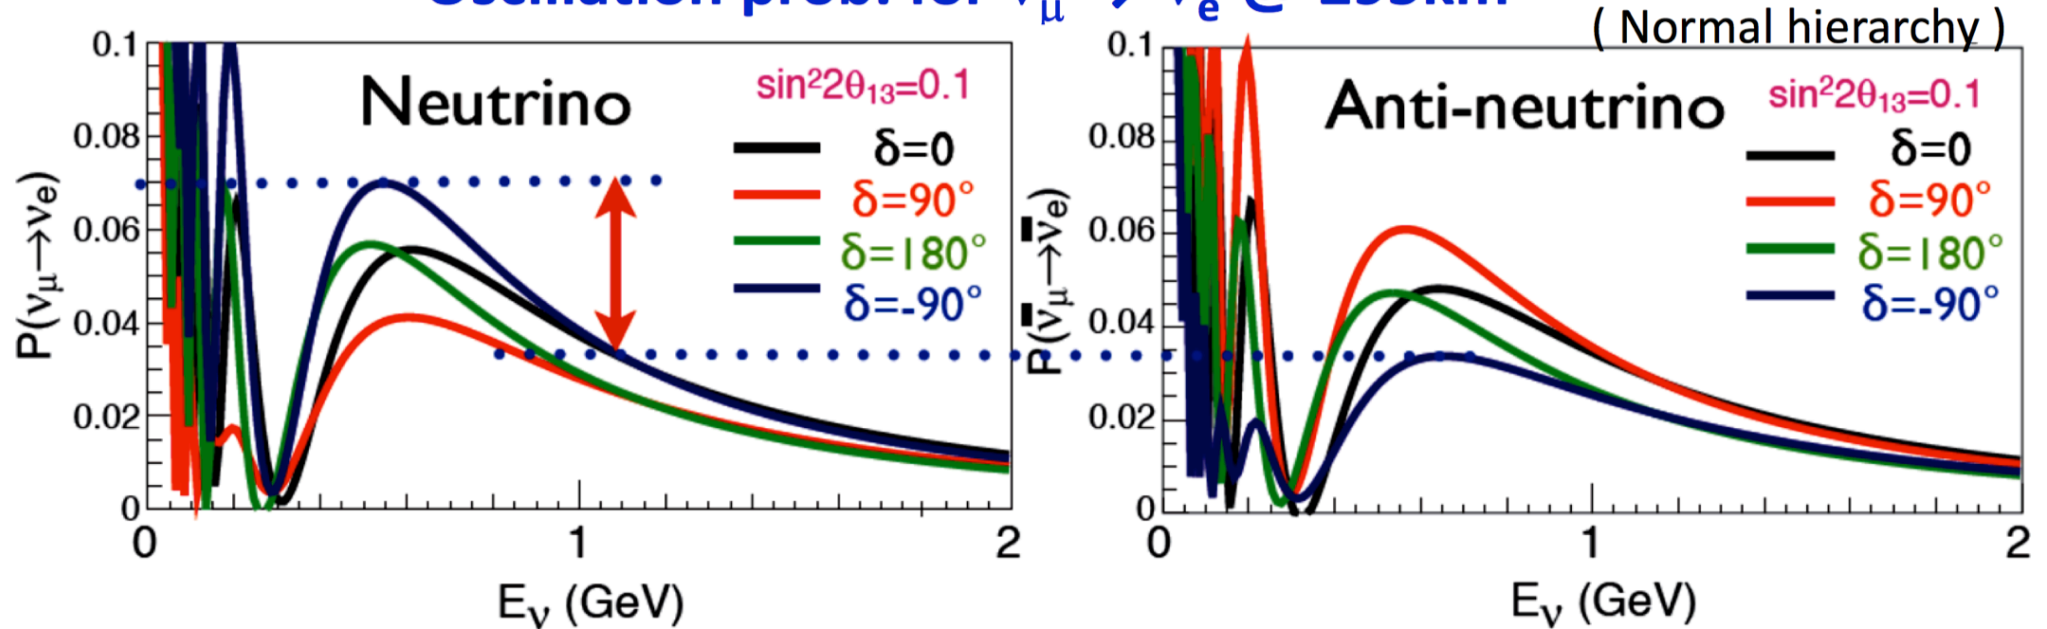 ( Normal hierarchy )
Neutrino
sin²2θ₁₃=0.1
δ=0
δ=90°
δ=180°
δ=-90°
P(νμ→νe)
0.1
0.08
0.06
0.04
0.02
0
0 1 2
Eν (GeV)
Anti-neutrino
sin²2θ₁₃=0.1
δ=0
δ=90°
δ=180°
δ=-90°
P(ν̅μ→ν̅e)
0.1
0.08
0.06
0.04
0.02
0
0 1 2
Eν (GeV)